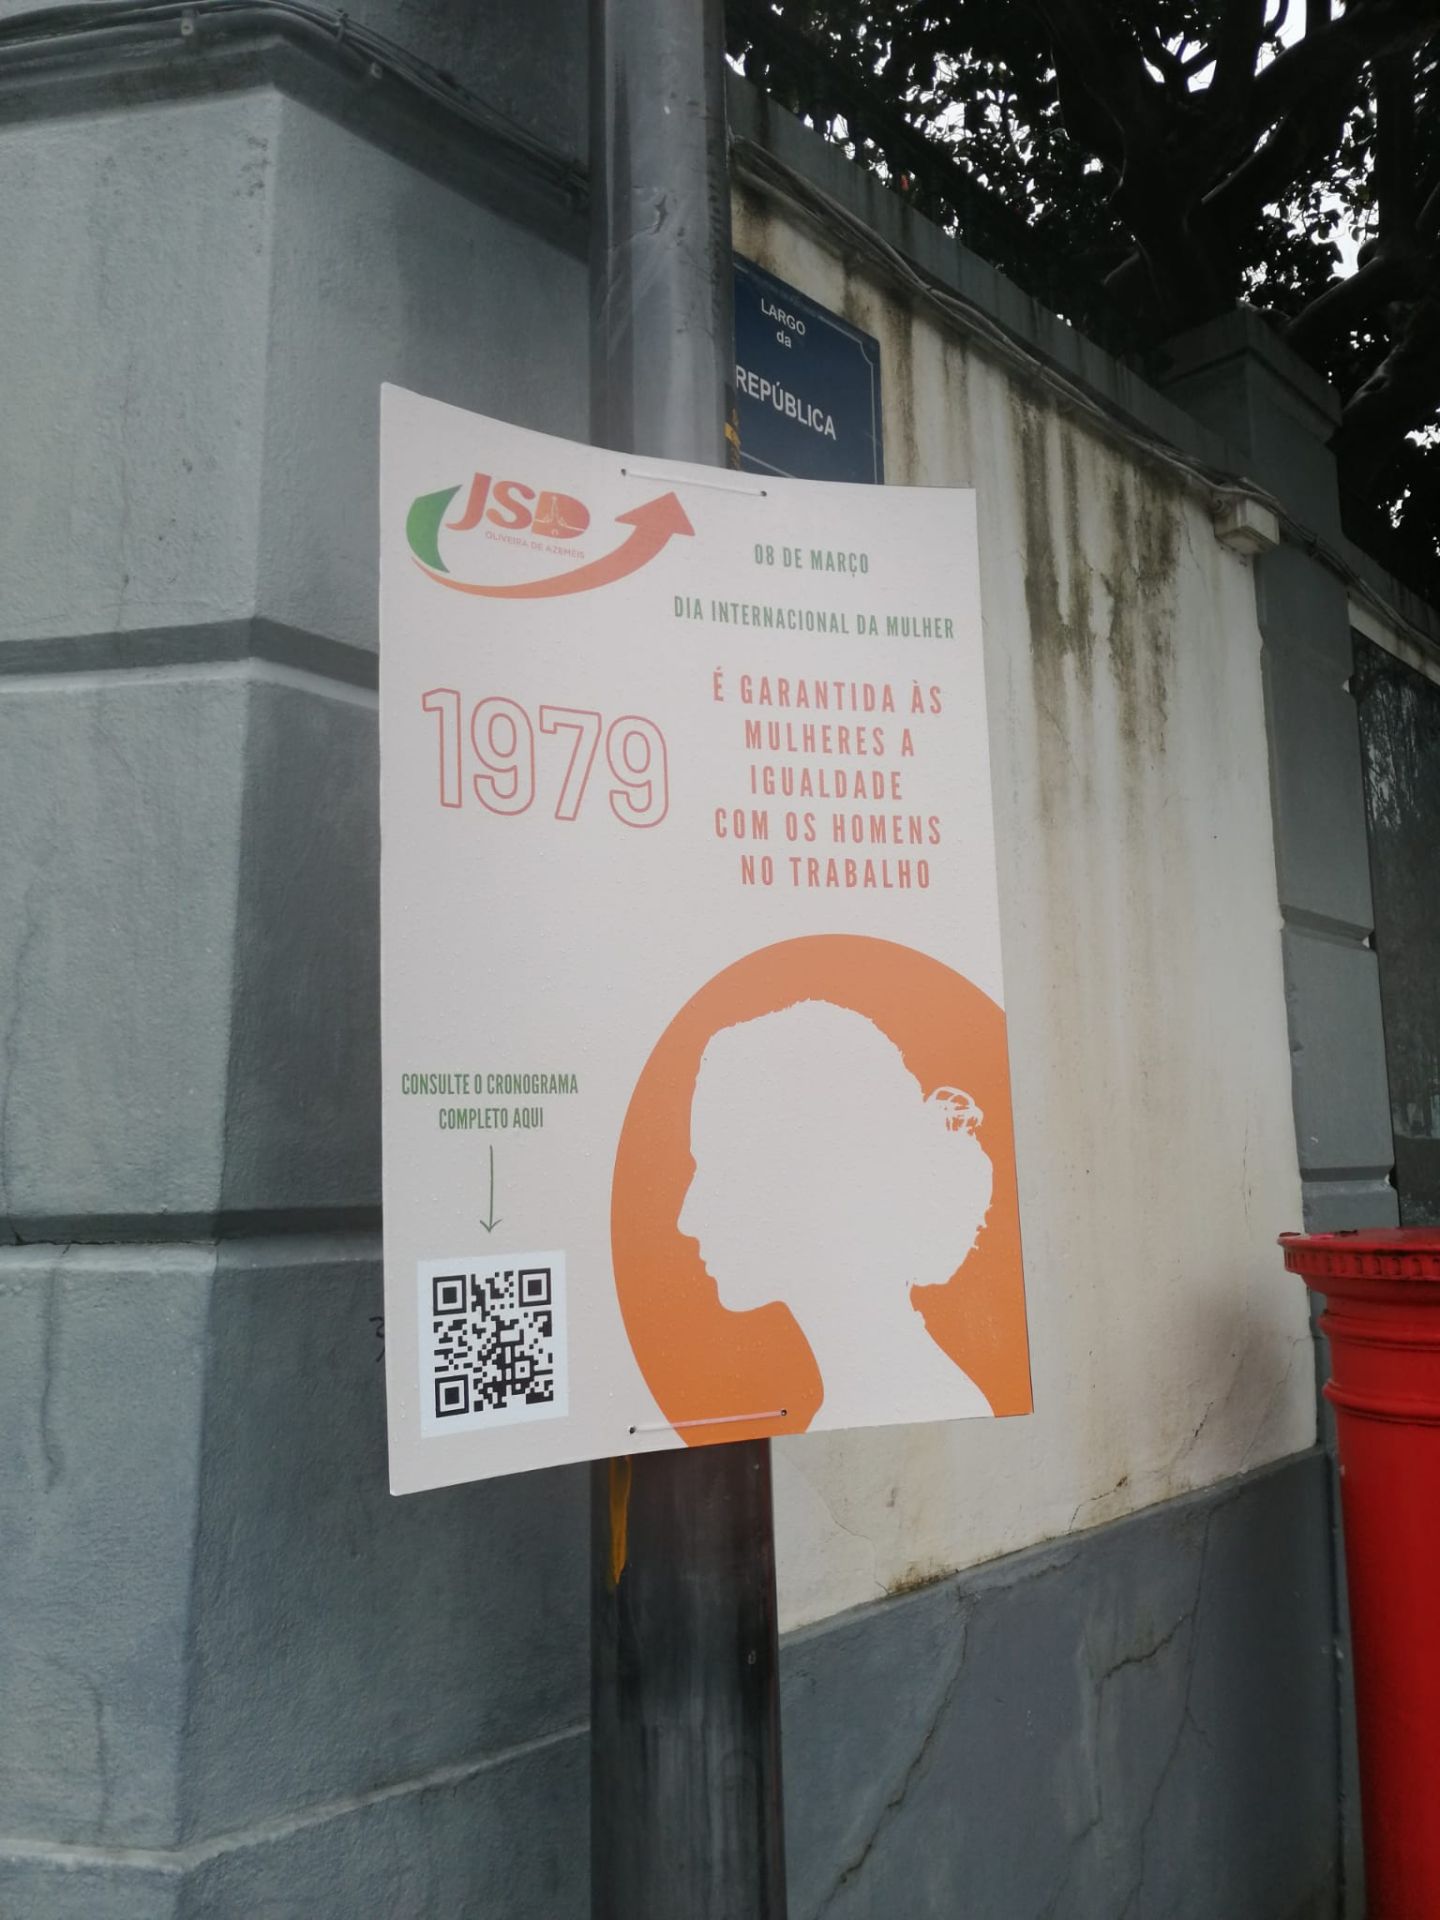 LARGO
da
REPÚBLICA
JSD
OLIVEIRA DE AZEMÉIS
08 DE MARÇO
DIA INTERNACIONAL DA MULHER
1979
É GARANTIDA ÀS
MULHERES A
IGUALDADE
COM OS HOMENS
NO TRABALHO
CONSULTE O CRONOGRAMA
COMPLETO AQUI